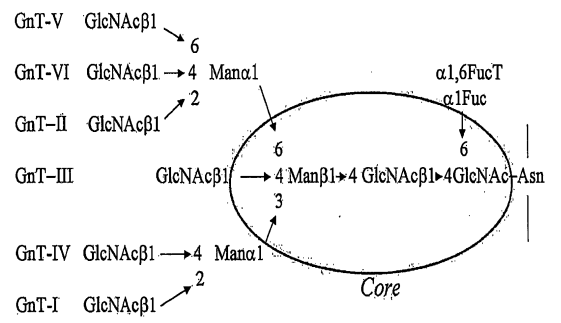 GnT-V GlcNAcβ1
6
GnT-VI GlcNAcβ1→4 Manα1
2
GnT-II GlcNAcβ1
α1,6FucT
α1Fuc
6 6
GnT-III GlcNAcβ1→4 Manβ1→4 GlcNAcβ1→4GlcNAc-Asn
3
GnT-IV GlcNAcβ1→4 Manα1
2
GnT-I GlcNAcβ1
Core